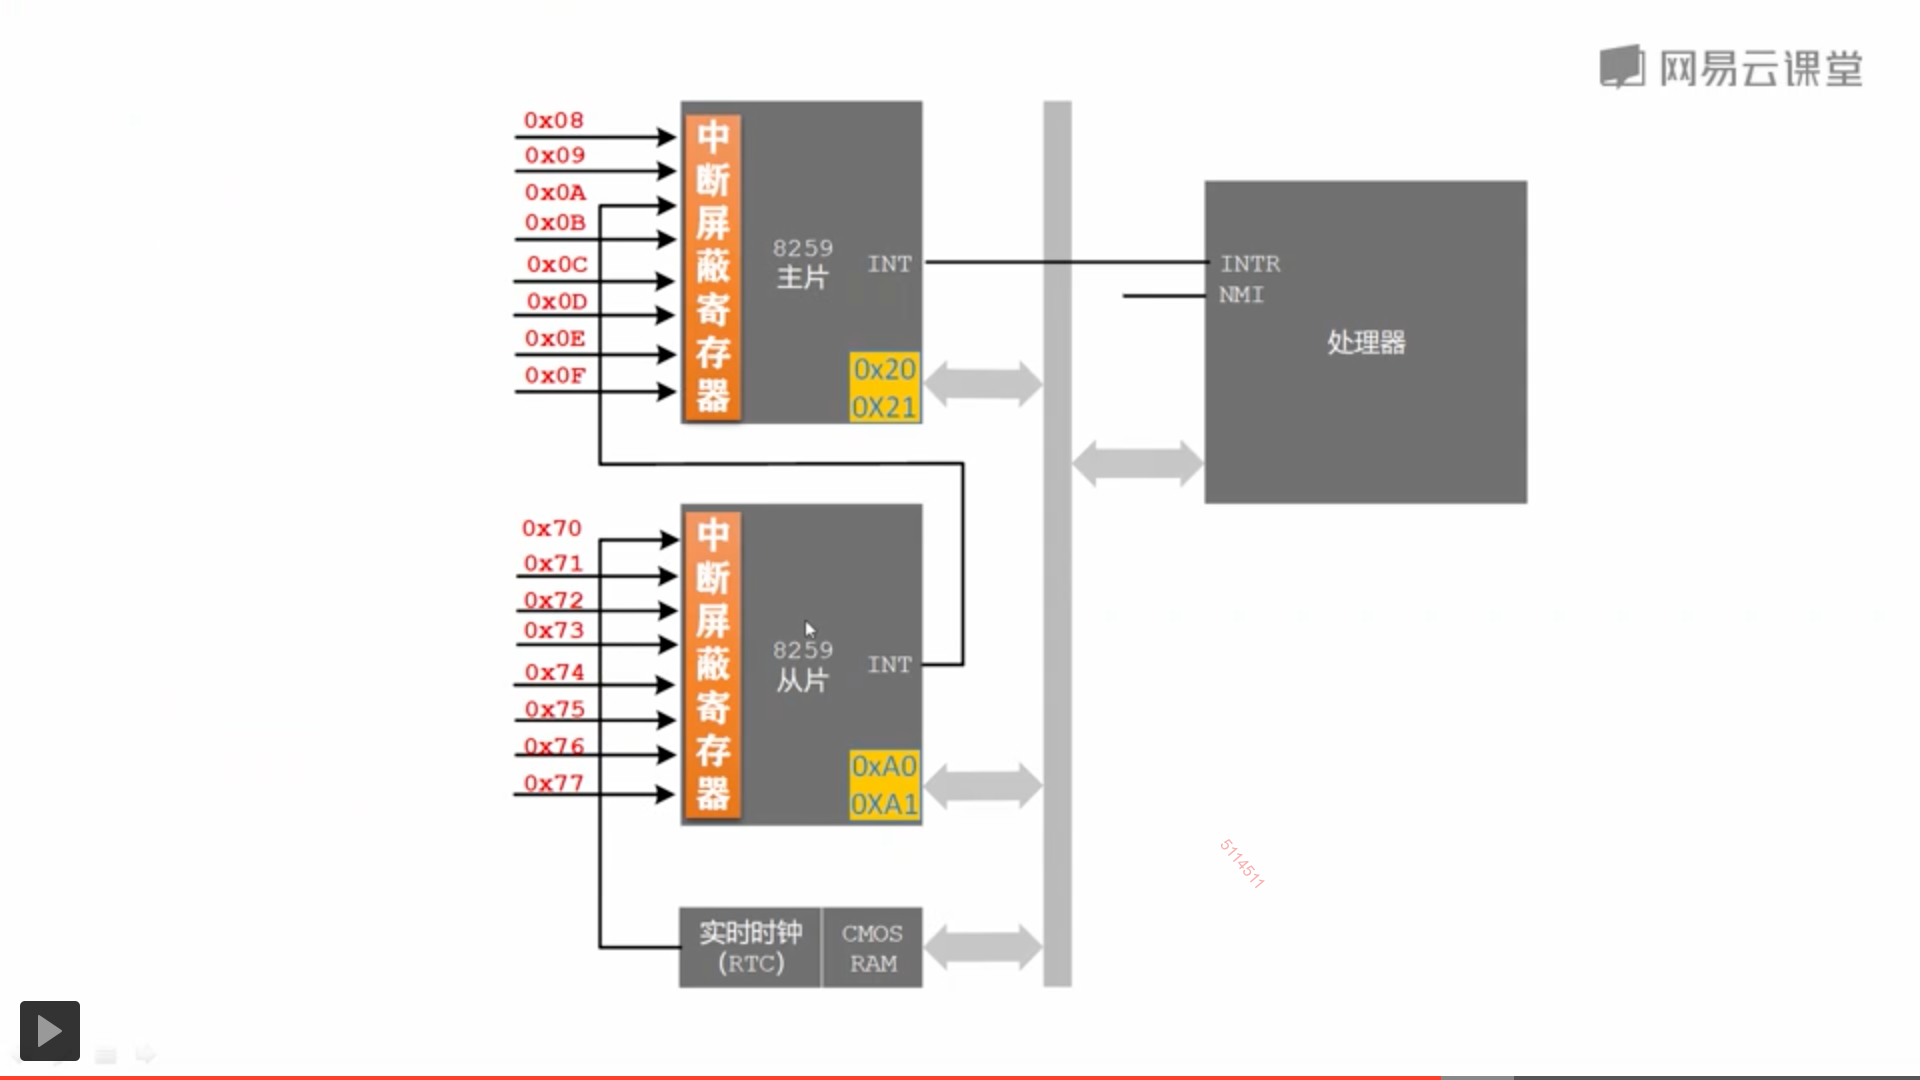 网易云课堂
0x08
0x09
0x0A
0x0B
0x0C
0x0D
0x0E
0x0F
中断屏蔽寄存器
8259
主片
INT
0x20
0X21
INTR
NMI
处理器
0x70
0x71
0x72
0x73
0x74
0x75
0x76
0x77
中断屏蔽寄存器
8259
从片
INT
0xA0
0XA1
实时时钟
(RTC)
CMOS
RAM
5114511